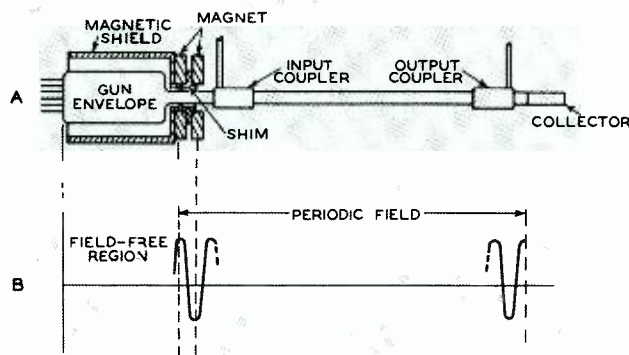 MAGNETIC
SHIELD
MAGNET
INPUT
COUPLER
OUTPUT
COUPLER
A
GUN
ENVELOPE
SHIM
COLLECTOR
PERIODIC FIELD
FIELD-FREE
REGION
B